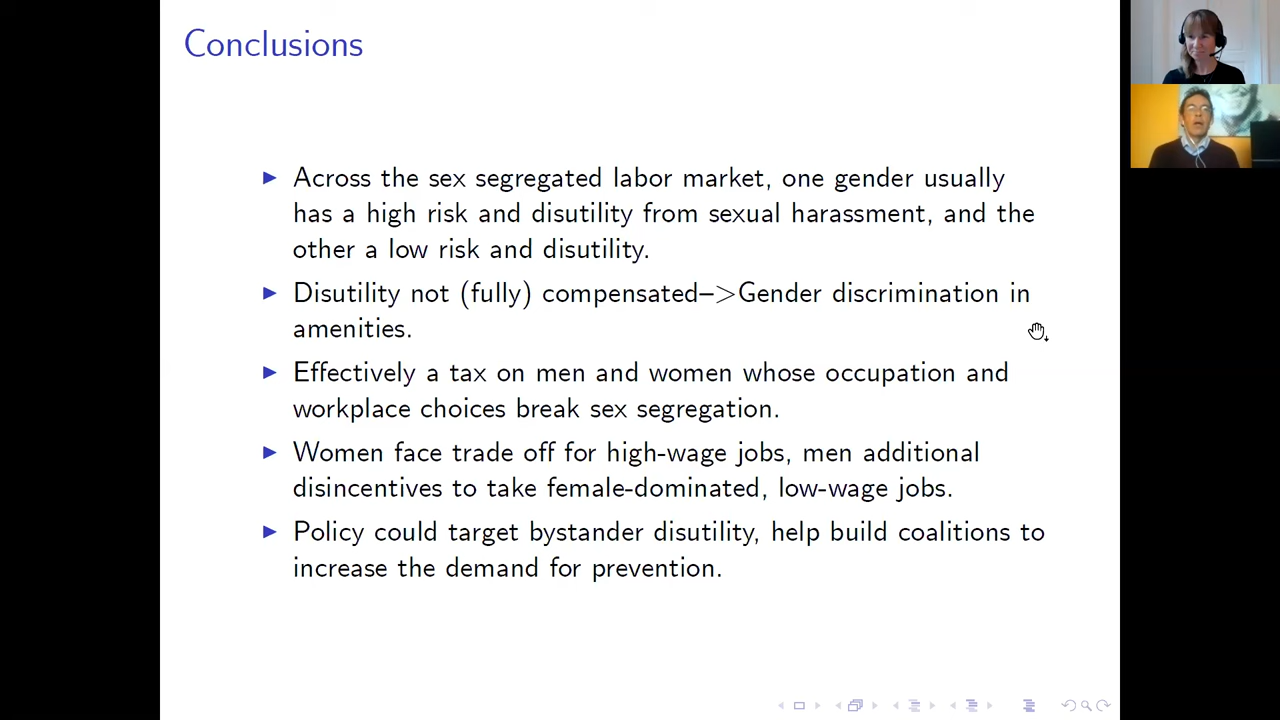 Conclusions
Across the sex segregated labor market, one gender usually
has a high risk and disutility from sexual harassment, and the
other a low risk and disutility.
Disutility not (fully) compensated–>Gender discrimination in
amenities.
Effectively a tax on men and women whose occupation and
workplace choices break sex segregation.
Women face trade off for high-wage jobs, men additional
disincentives to take female-dominated, low-wage jobs.
Policy could target bystander disutility, help build coalitions to
increase the demand for prevention.